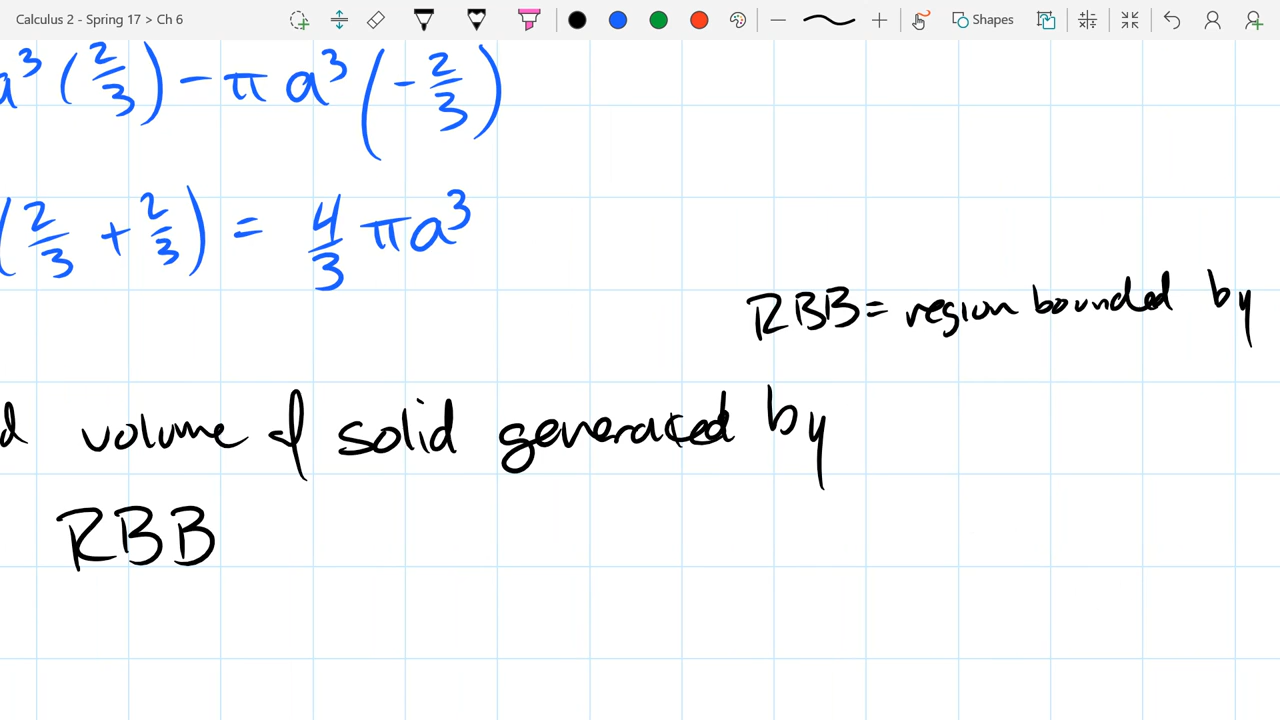 Calculus 2 - Spring 17 > Ch 6
Shapes
a³ (2/3) - π a³ (-2/3)
(2/3 + 2/3) = 4/3 πa³
RBB = region bounded by
d volume of solid generated by
RBB